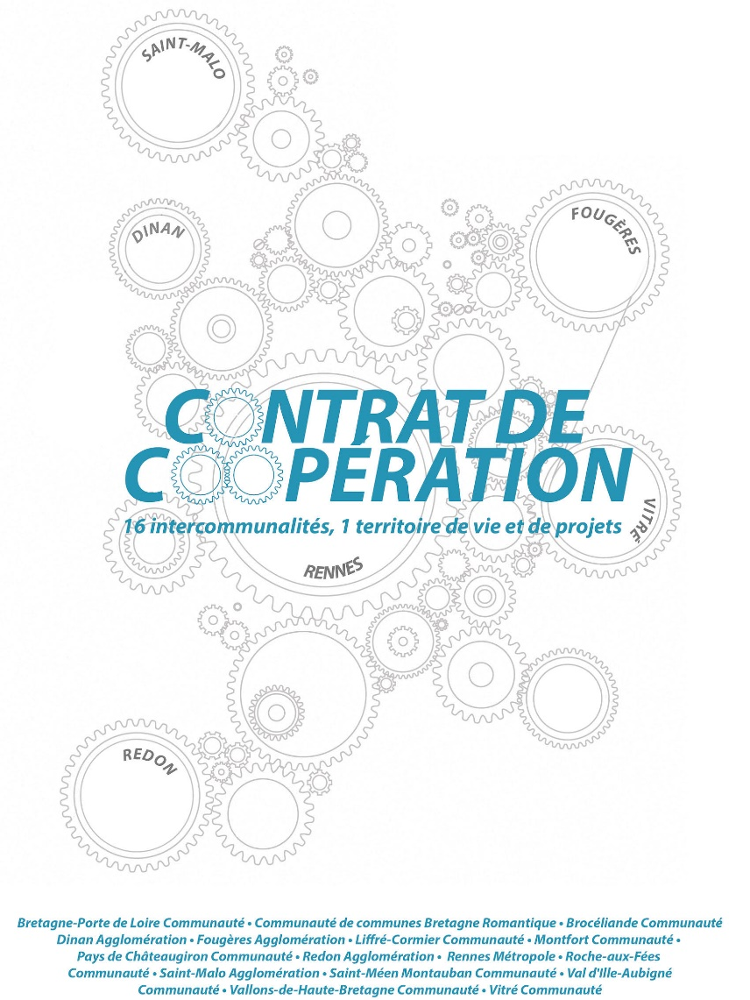 SAINT-MALO
DINAN
FOUGÈRES
CONTRAT DE
COOPÉRATION
16 intercommunalités, 1 territoire de vie et de projets
VITRÉ
RENNES
REDON
Bretagne-Porte de Loire Communauté • Communauté de communes Bretagne Romantique • Brocéliande Communauté
Dinan Agglomération • Fougères Agglomération • Liffré-Cormier Communauté • Montfort Communauté •
Pays de Châteaugiron Communauté • Redon Agglomération • Rennes Métropole • Roche-aux-Fées
Communauté • Saint-Malo Agglomération • Saint-Méen Montauban Communauté • Val d'Ille-Aubigné
Communauté • Vallons-de-Haute-Bretagne Communauté • Vitré Communauté